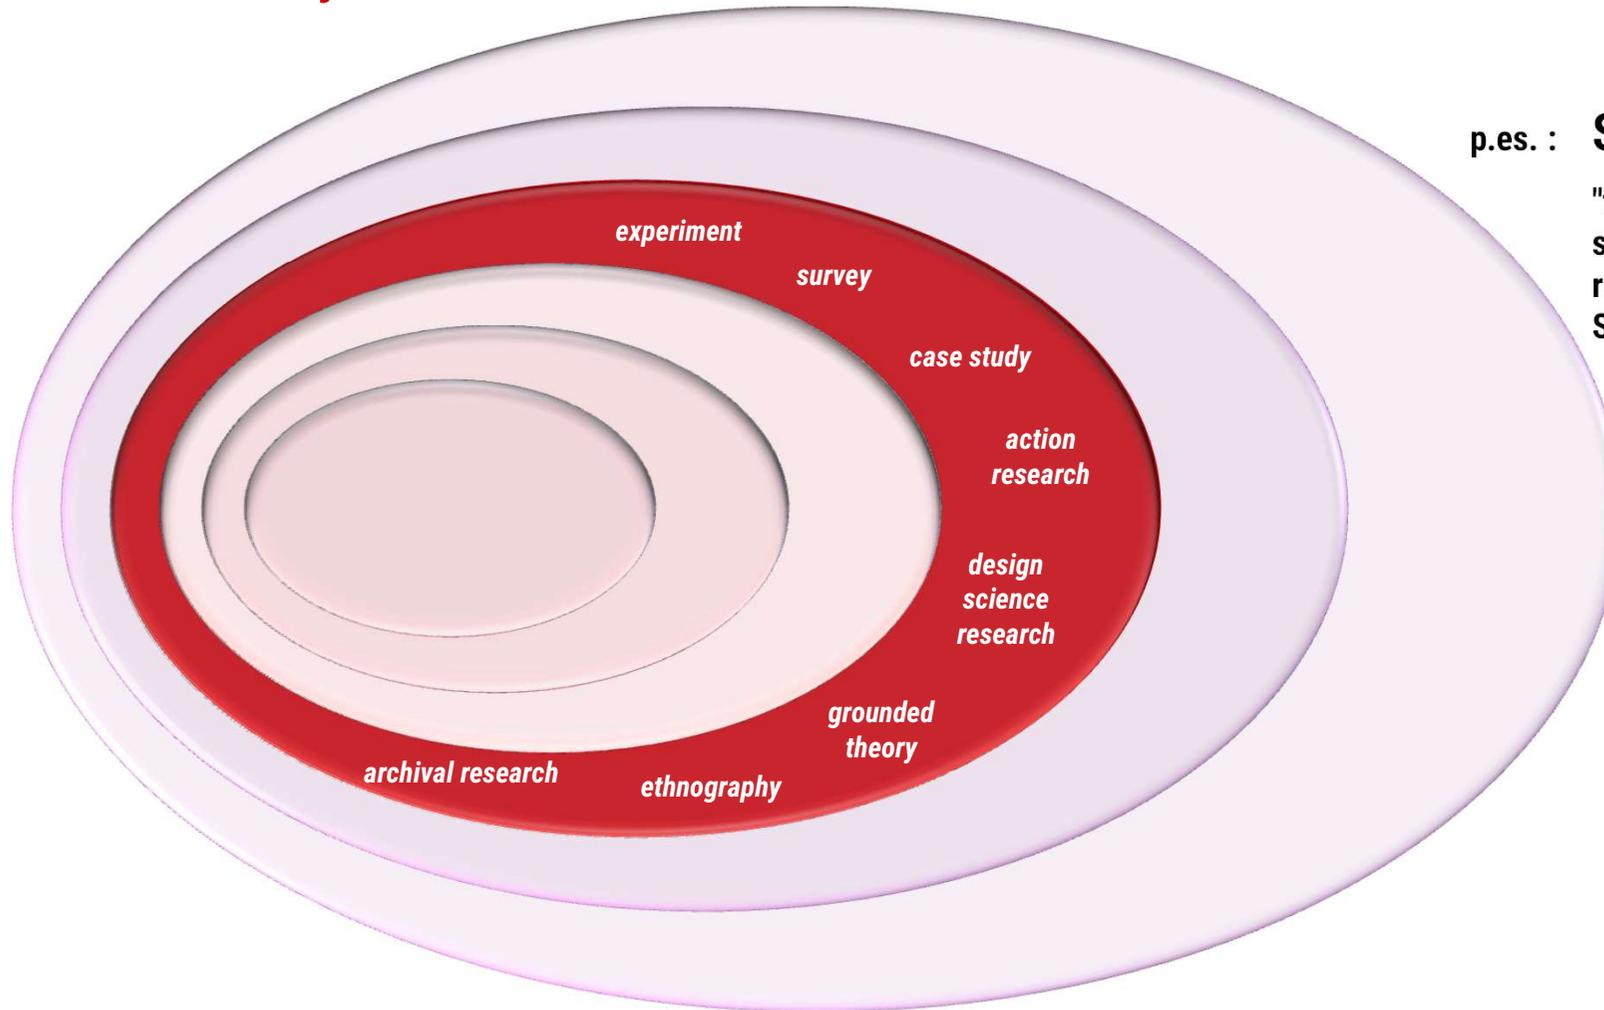 p.es. :
experiment
survey
case study
action
research
design
science
research
grounded
theory
archival research
ethnography